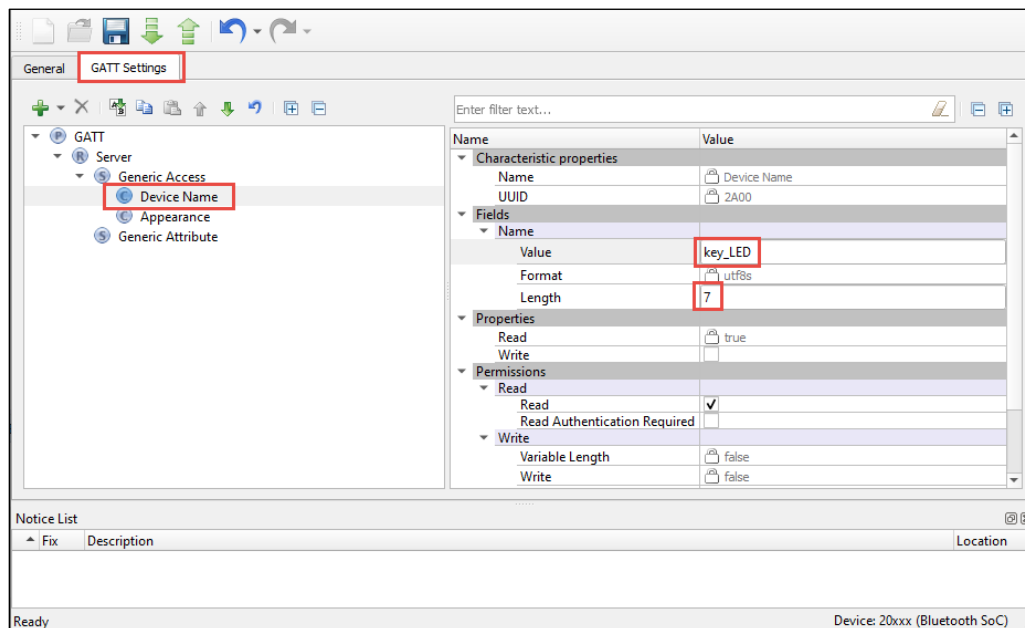 General
GATT Settings
Enter filter text...
GATT
Server
Generic Access
Device Name
Appearance
Generic Attribute
Name Value
Characteristic properties
Name Device Name
UUID 2A00
Fields
Name
Value key_LED
Format utf8s
Length 7
Properties
Read true
Write
Permissions
Read
Read
Read Authentication Required
Write
Variable Length false
Write false
Notice List
Fix Description Location
Ready Device: 20xxx (Bluetooth SoC)